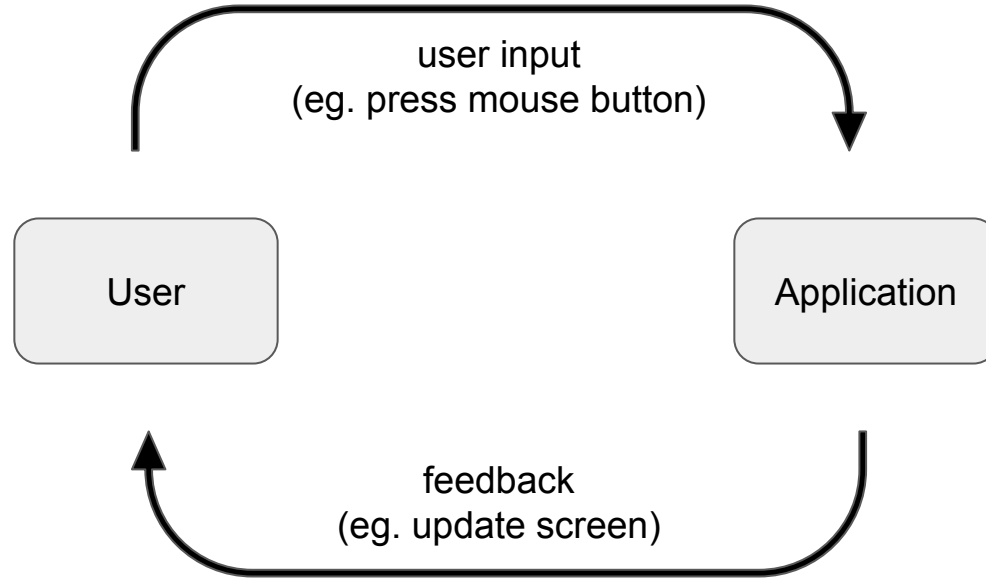 user input
(eg. press mouse button)
User
Application
feedback
(eg. update screen)